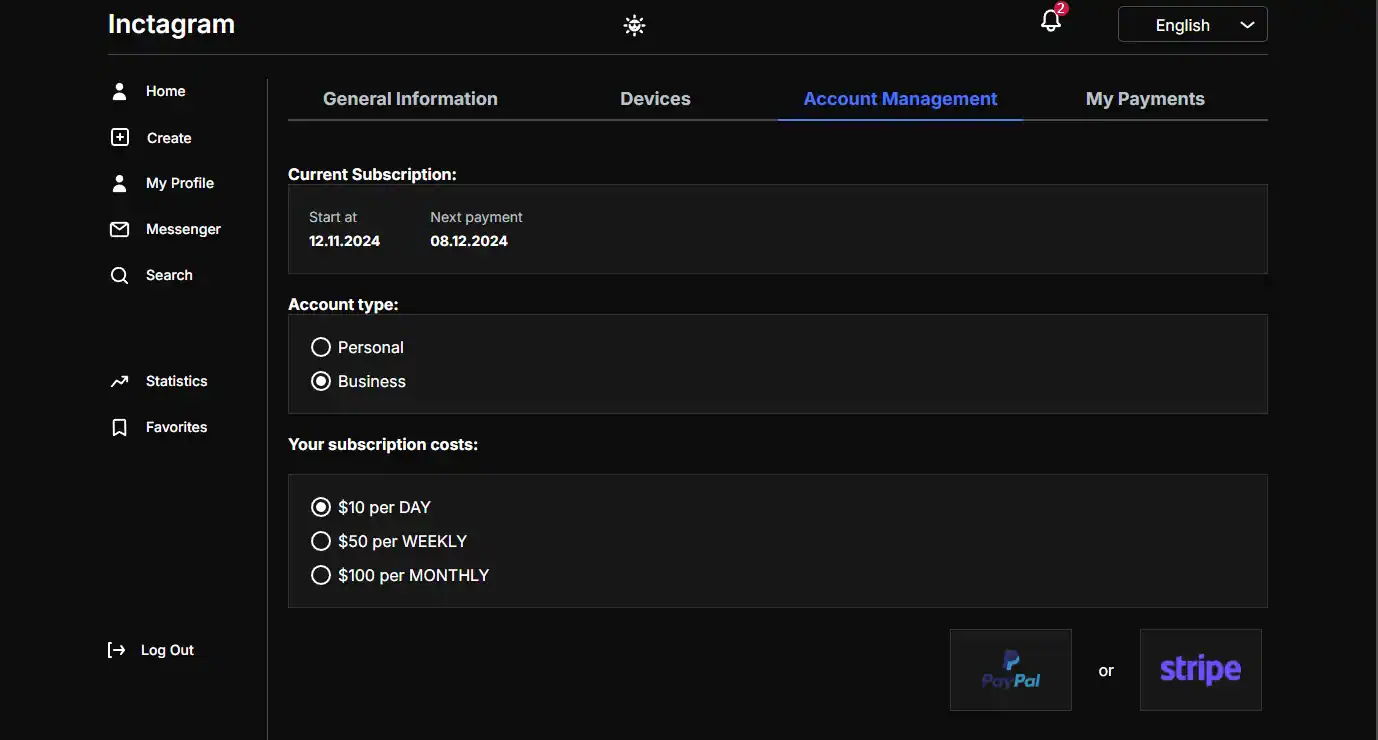 Inctagram
2
English
Home
Create
My Profile
Messenger
Search
Statistics
Favorites
Log Out
General Information Devices Account Management My Payments
Current Subscription:
Start at Next payment
12.11.2024 08.12.2024
Account type:
Personal
Business
Your subscription costs:
$10 per DAY
$50 per WEEKLY
$100 per MONTHLY
PayPal or stripe